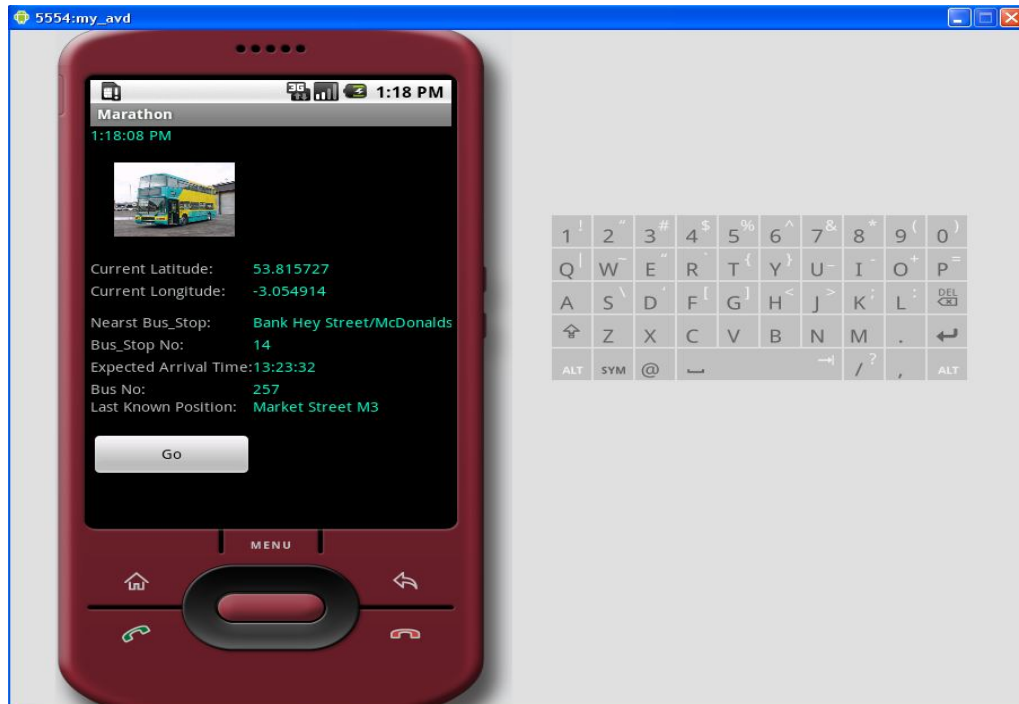 5554:my_avd
3G 1:18 PM
Marathon
1:18:08 PM
Current Latitude: 53.815727
Current Longitude: -3.054914
Nearst Bus_Stop: Bank Hey Street/McDonalds
Bus_Stop No: 14
Expected Arrival Time:13:23:32
Bus No: 257
Last Known Position: Market Street M3
Go
MENU
1 ! 2 " 3 # 4 $ 5 % 6 ^ 7 & 8 * 9 ( 0 )
Q | W ~ E " R ` T { Y } U _ I - O + P =
A S \ D ' F [ G ] H < J > K ; L : DEL
Z X C V B N M .
ALT SYM @ / ? , ALT